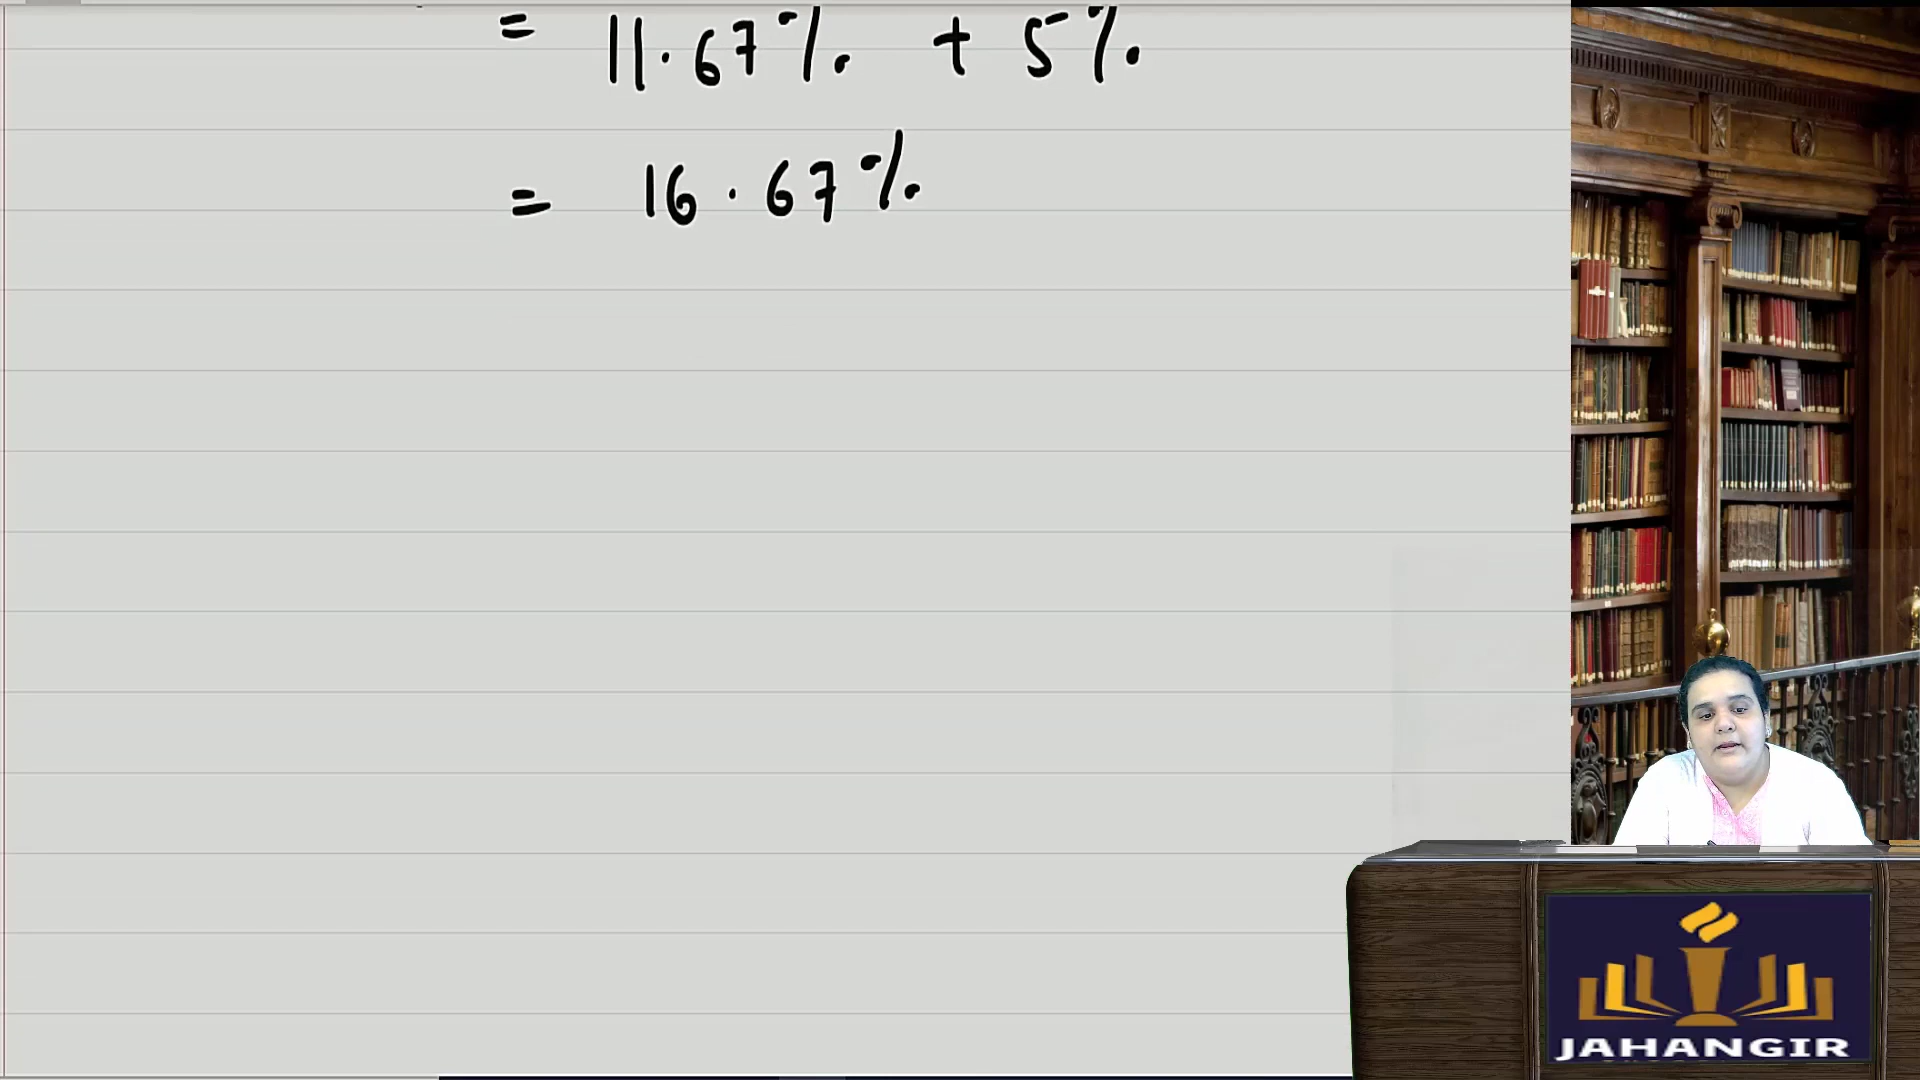 = 11.67% + 5%
= 16.67%
JAHANGIR